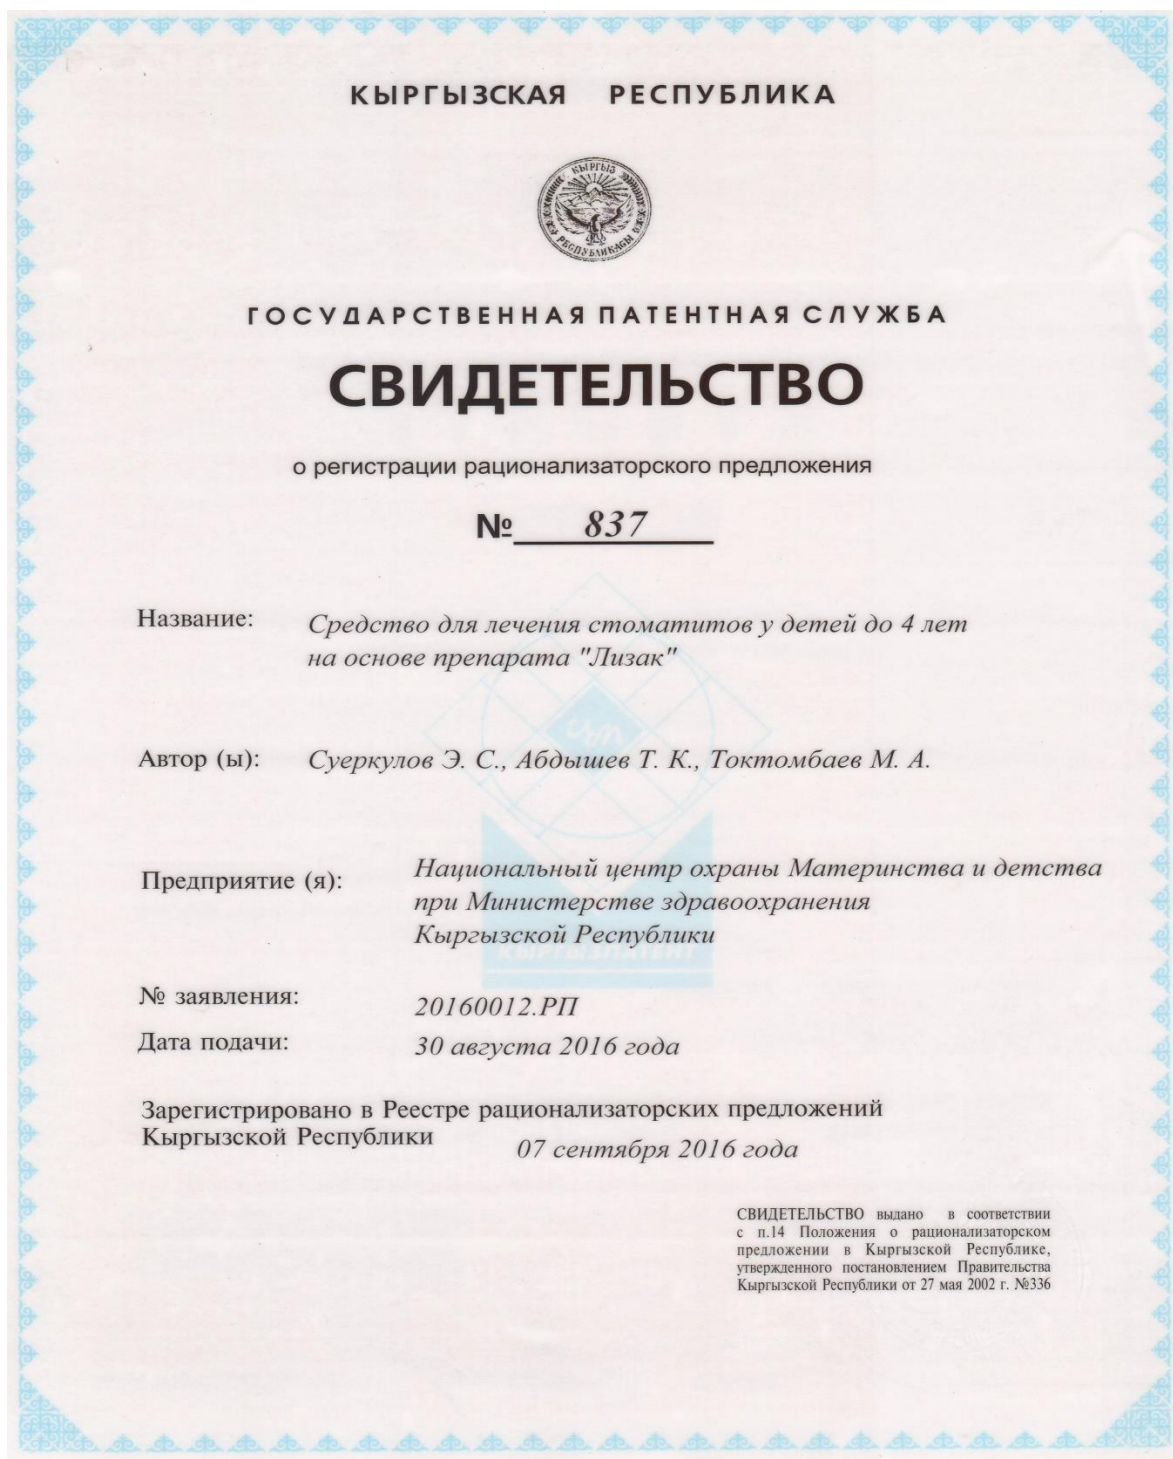 КЫРГЫЗСКАЯ РЕСПУБЛИКА
КЫРГЫЗ
РЕСПУБЛИКАСЫ
ГОСУДАРСТВЕННАЯ ПАТЕНТНАЯ СЛУЖБА
СВИДЕТЕЛЬСТВО
о регистрации рационализаторского предложения
№ 837
Название: Средство для лечения стоматитов у детей до 4 лет
на основе препарата "Лизак"
Автор (ы): Суеркулов Э. С., Абдышев Т. К., Токтомбаев М. А.
Предприятие (я): Национальный центр охраны Материнства и детства
при Министерстве здравоохранения
Кыргызской Республики
КЫРГЫЗПАТЕНТ
№ заявления: 20160012.РП
Дата подачи: 30 августа 2016 года
Зарегистрировано в Реестре рационализаторских предложений
Кыргызской Республики 07 сентября 2016 года
СВИДЕТЕЛЬСТВО выдано в соответствии
с п.14 Положения о рационализаторском
предложении в Кыргызской Республике,
утвержденного постановлением Правительства
Кыргызской Республики от 27 мая 2002 г. №336